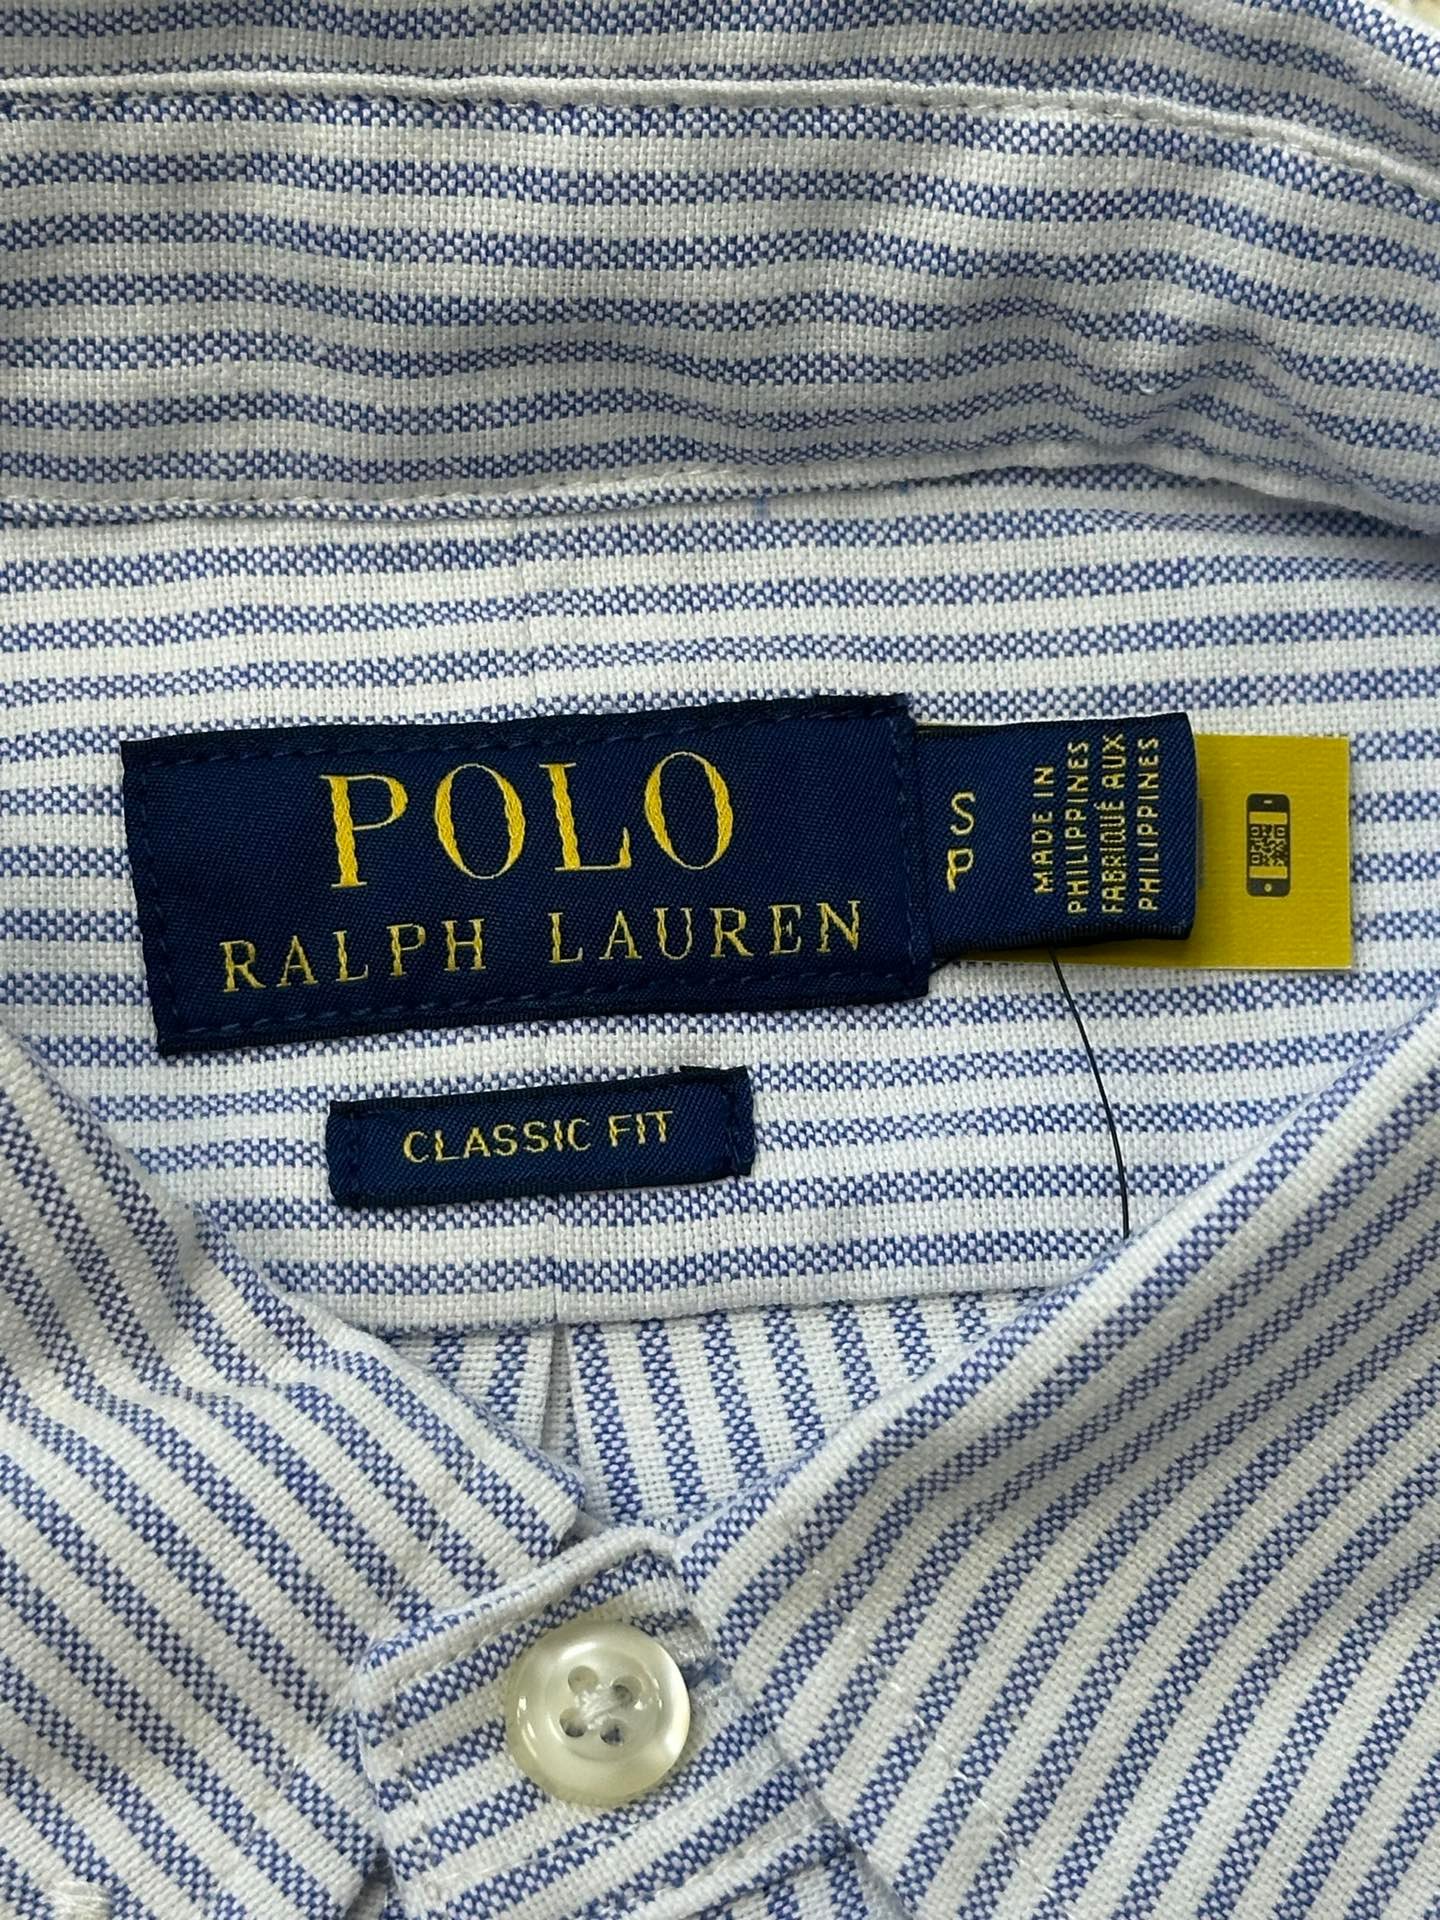 POLO
RALPH LAUREN
CLASSIC FIT
S
P
MADE IN
PHILIPPINES
FABRIQUÉ AUX
PHILIPPINES